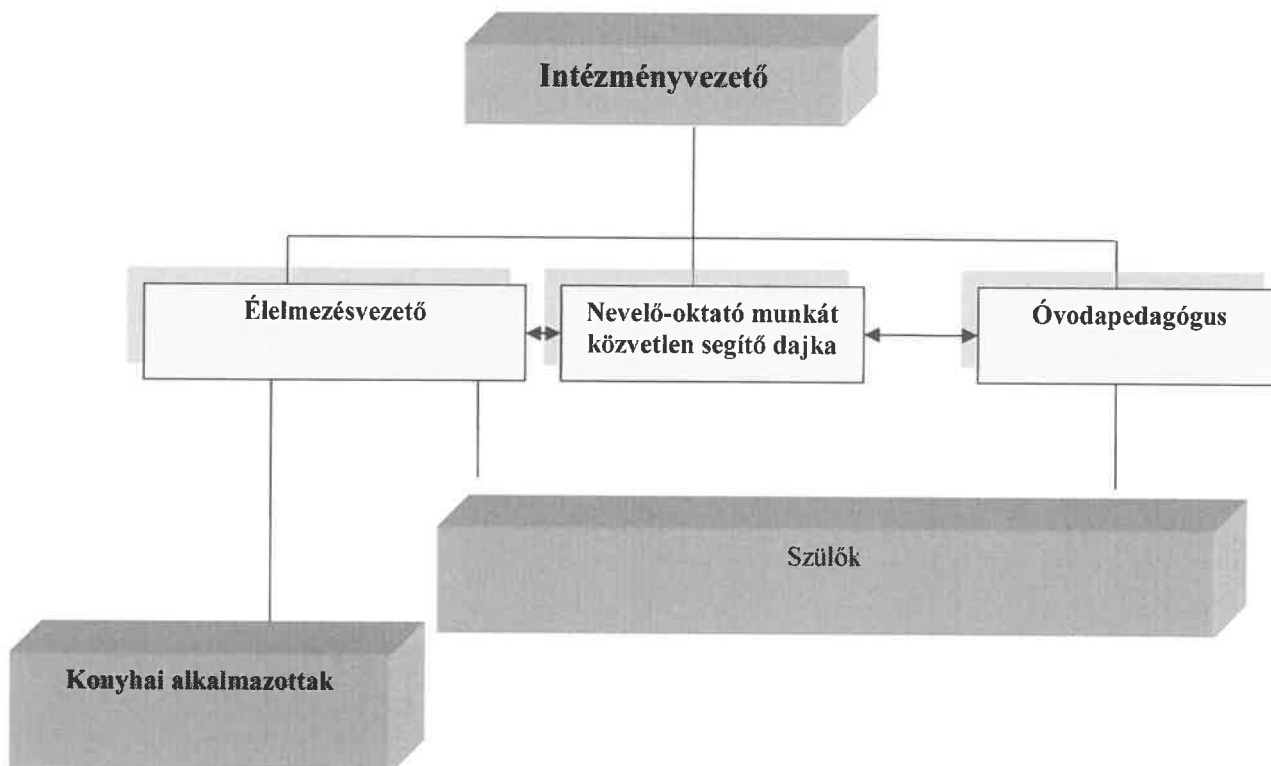 Intézményvezető
Élelmezésvezető
Nevelő-oktató munkát
közvetlen segítő dajka
Óvodapedagógus
Szülők
Konyhai alkalmazottak